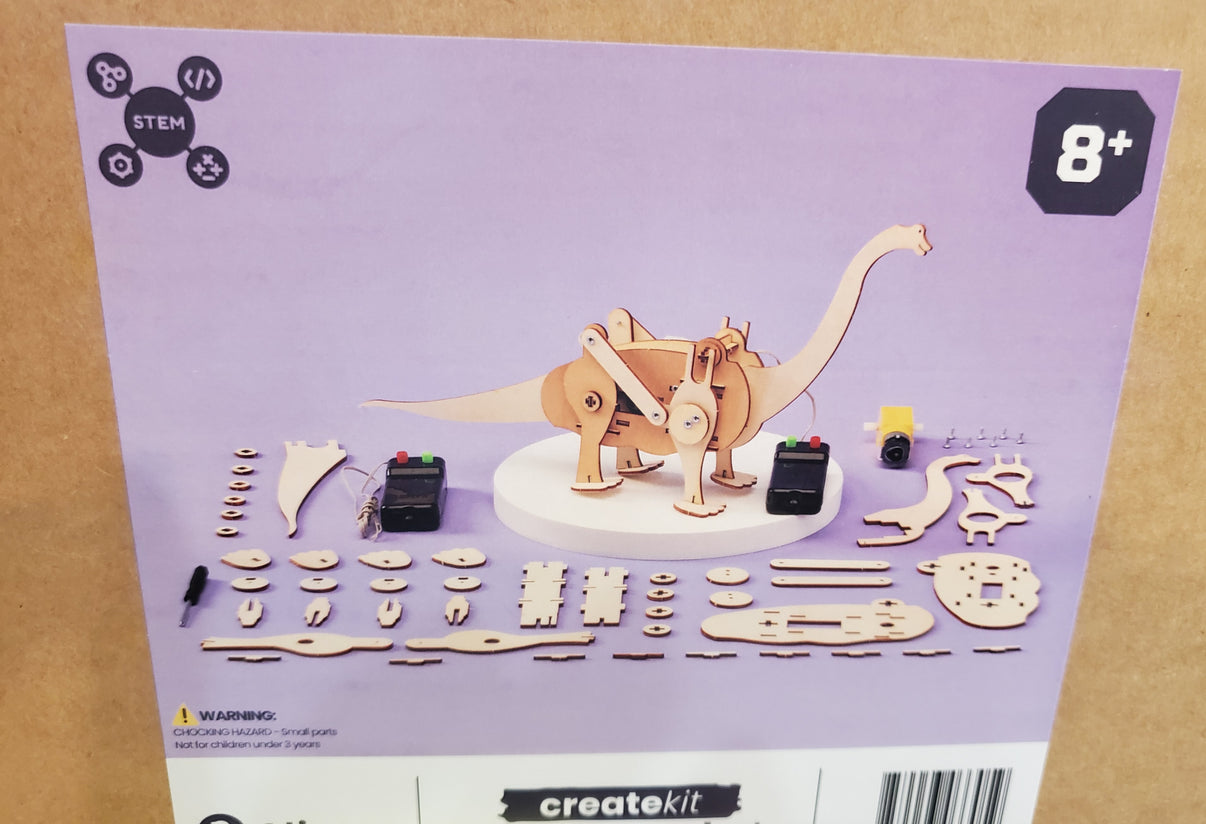 STEM
</>
8+
WARNING:
CHOCKING HAZARD - Small parts
Not for children under 3 years
createkit